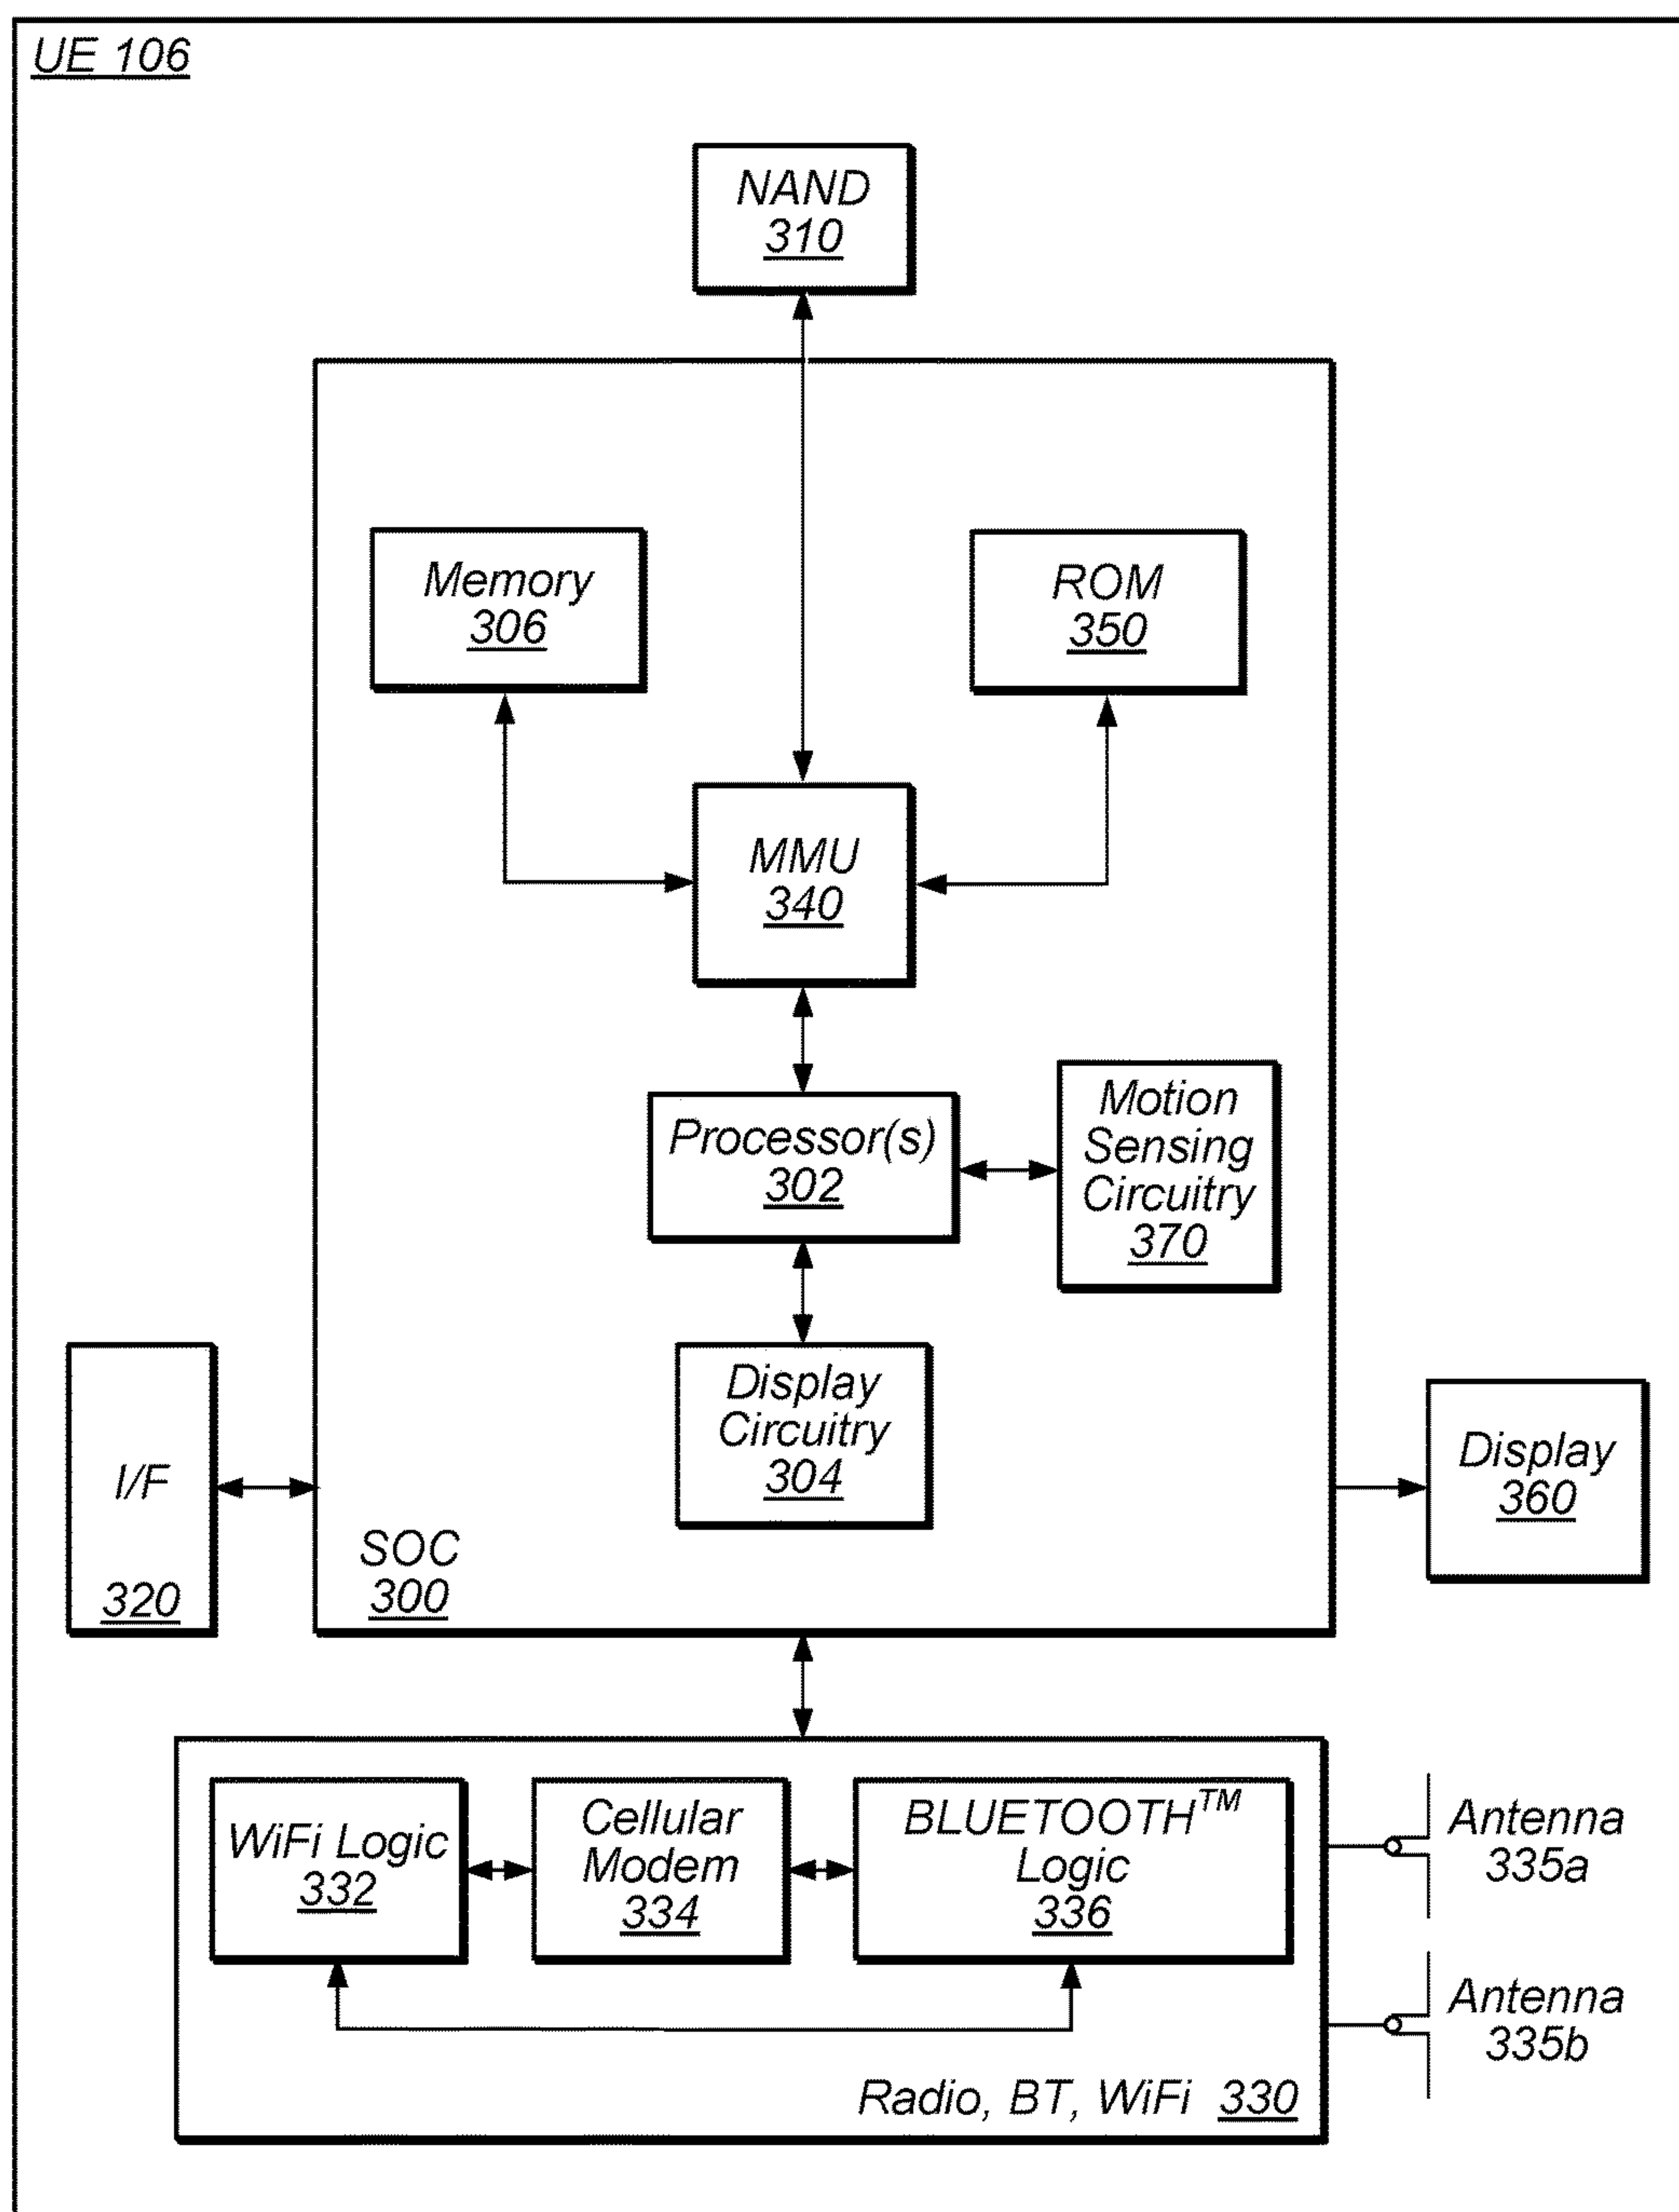 UE 106
NAND
310
Memory
306
ROM
350
MMU
340
Processor(s)
302
Motion
Sensing
Circuitry
370
Display
Circuitry
304
I/F
320
SOC
300
Display
360
WiFi Logic
332
Cellular
Modem
334
BLUETOOTH™
Logic
336
Antenna
335a
Antenna
335b
Radio, BT, WiFi 330